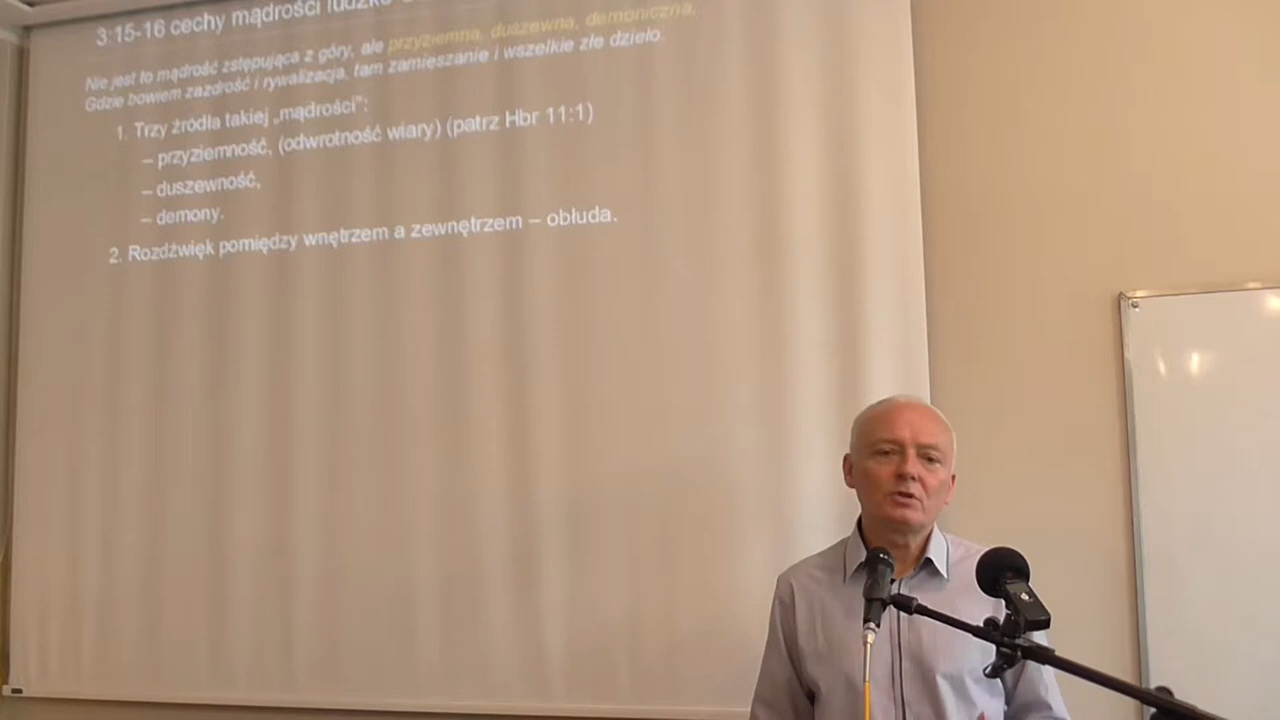 3:15-16 cechy mądrości ludzko
Nie jest to mądrość zstępująca z góry, ale przyziemna, duszewna, demoniczna.
Gdzie bowiem zazdrość i rywalizacja, tam zamieszanie i wszelkie złe dzieło.
1. Trzy źródła takiej „mądrości”:
– przyziemność, (odwrotność wiary) (patrz Hbr 11:1)
– duszewność,
– demony.
2. Rozdźwięk pomiędzy wnętrzem a zewnętrzem – obłuda.